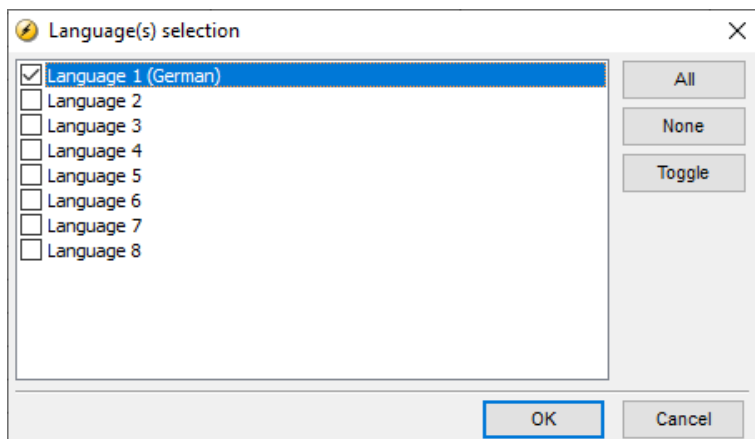 Language(s) selection
Language 1 (German)
Language 2
Language 3
Language 4
Language 5
Language 6
Language 7
Language 8
All
None
Toggle
OK
Cancel